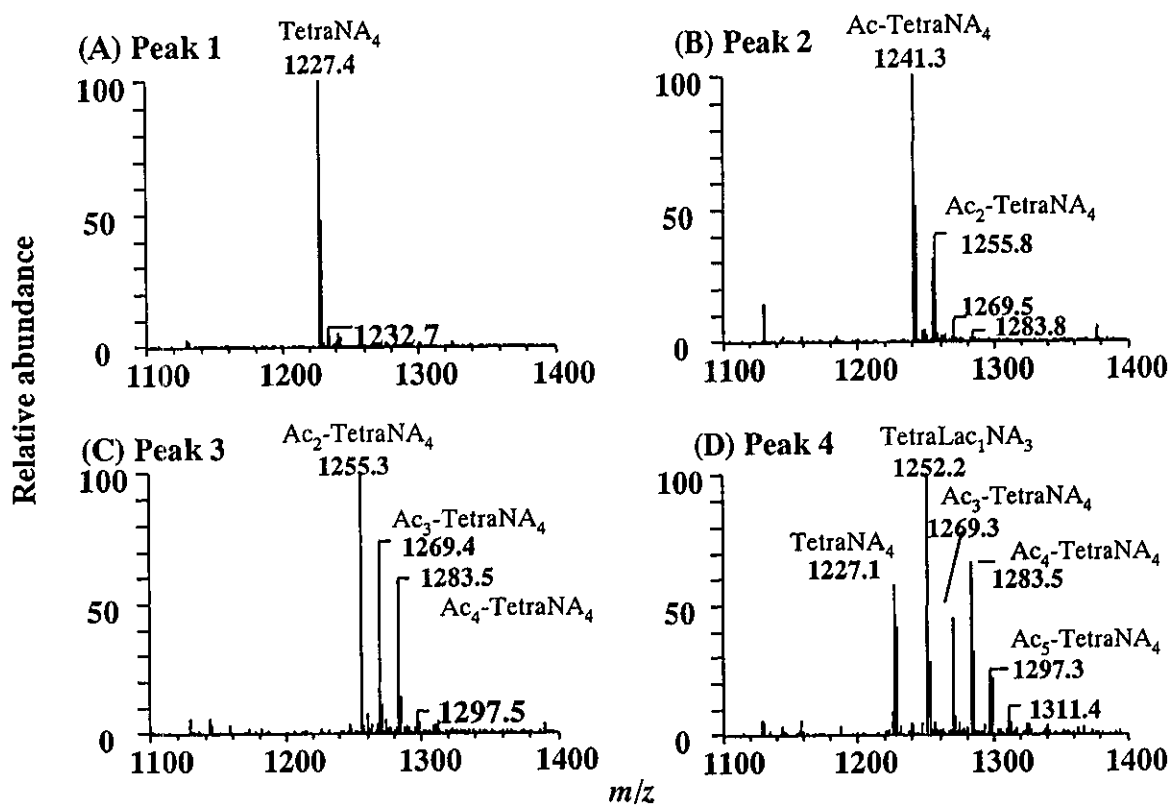 (A) Peak 1
TetraNA4
1227.4
1232.7
100
50
0
1100 1200 1300 1400
(B) Peak 2
Ac-TetraNA4
1241.3
Ac2-TetraNA4
1255.8
1269.5
1283.8
100
50
0
1100 1200 1300 1400
Relative abundance
(C) Peak 3
Ac2-TetraNA4
1255.3
Ac3-TetraNA4
1269.4
1283.5
Ac4-TetraNA4
1297.5
100
50
0
1100 1200 1300 1400
(D) Peak 4
TetraLac1NA3
1252.2
Ac3-TetraNA4
1269.3
TetraNA4
1227.1
Ac4-TetraNA4
1283.5
Ac5-TetraNA4
1297.3
1311.4
100
50
0
1100 1200 1300 1400
m/z